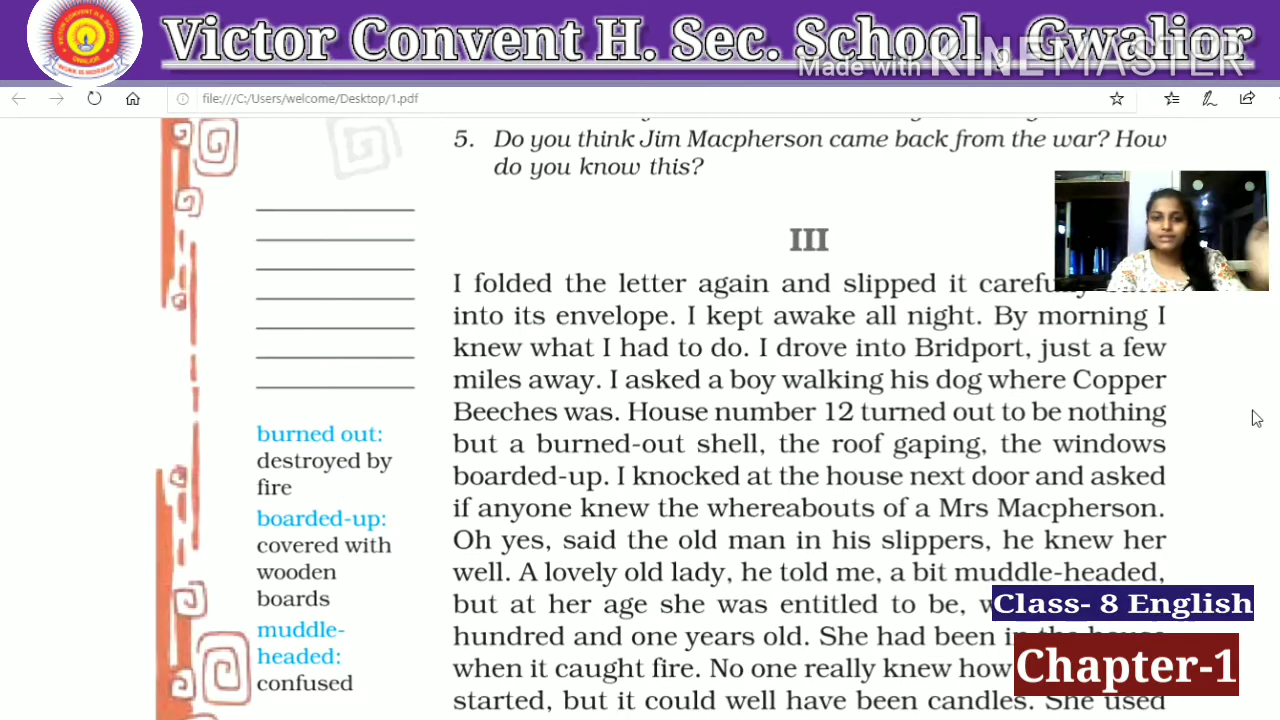 Victor Convent H. Sec. School, Gwalior
Made with KINEMASTER
file:///C:/Users/welcome/Desktop/1.pdf
5. Do you think Jim Macpherson came back from the war? How
do you know this?
III
I folded the letter again and slipped it carefully
into its envelope. I kept awake all night. By morning I
knew what I had to do. I drove into Bridport, just a few
miles away. I asked a boy walking his dog where Copper
Beeches was. House number 12 turned out to be nothing
but a burned-out shell, the roof gaping, the windows
boarded-up. I knocked at the house next door and asked
if anyone knew the whereabouts of a Mrs Macpherson.
Oh yes, said the old man in his slippers, he knew her
well. A lovely old lady, he told me, a bit muddle-headed,
but at her age she was entitled to be,
hundred and one years old. She had been in the house
when it caught fire. No one really knew how
started, but it could well have been candles. She used
burned out:
destroyed by
fire
boarded-up:
covered with
wooden
boards
muddle-
headed:
confused
Class- 8 English
Chapter-1